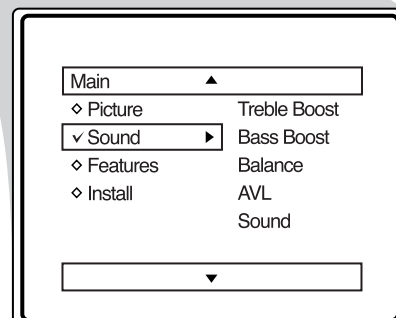 Main
Picture Treble Boost
Sound Bass Boost
Features Balance
Install AVL
Sound